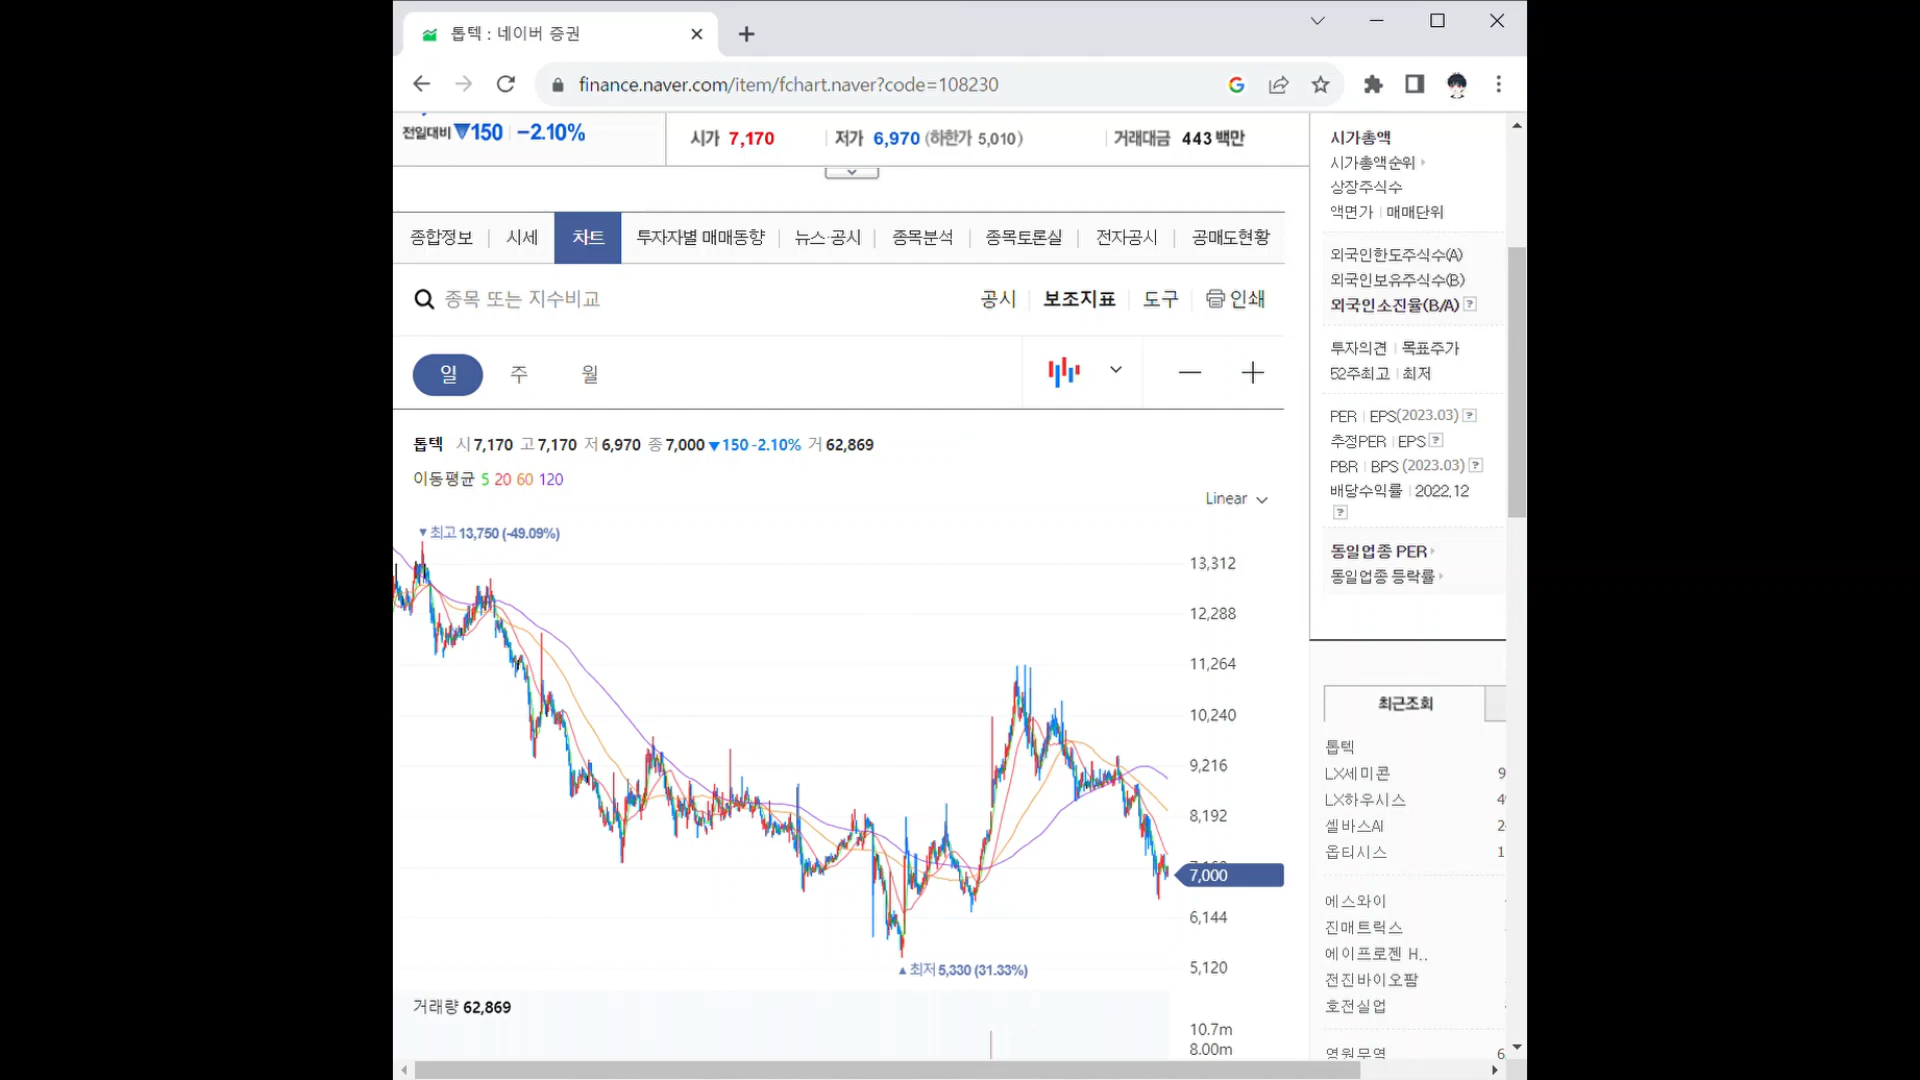 톱텍 : 네이버 증권
finance.naver.com/item/fchart.naver?code=108230
전일대비 ▼150 -2.10%
시가 7,170 저가 6,970 (하한가 5,010) 거래대금 443 백만
종합정보 시세 차트 투자자별 매매동향 뉴스·공시 종목분석 종목토론실 전자공시 공매도현황
종목 또는 지수비교
공시 보조지표 도구 인쇄
일 주 월
톱텍 시 7,170 고 7,170 저 6,970 종 7,000 ▼150 -2.10% 거 62,869
이동평균 5 20 60 120
Linear
▼최고 13,750 (-49.09%)
13,312
12,288
11,264
10,240
9,216
8,192
7,000
6,144
5,120
▲최저 5,330 (31.33%)
거래량 62,869
10.7m
8.00m
시가총액
시가총액순위
상장주식수
액면가 | 매매단위
외국인한도주식수(A)
외국인보유주식수(B)
외국인소진율(B/A) ?
투자의견 | 목표주가
52주최고 | 최저
PER | EPS(2023.03) ?
추정PER | EPS ?
PBR | BPS (2023.03) ?
배당수익률 | 2022.12
?
동일업종 PER
동일업종 등락률
최근조회
톱텍
LX세미콘 9
LX하우시스 4
셀바스AI 2
옵티시스 1
에스와이
진매트릭스
에이프로젠 H..
전진바이오팜
호전실업
영원무역 6